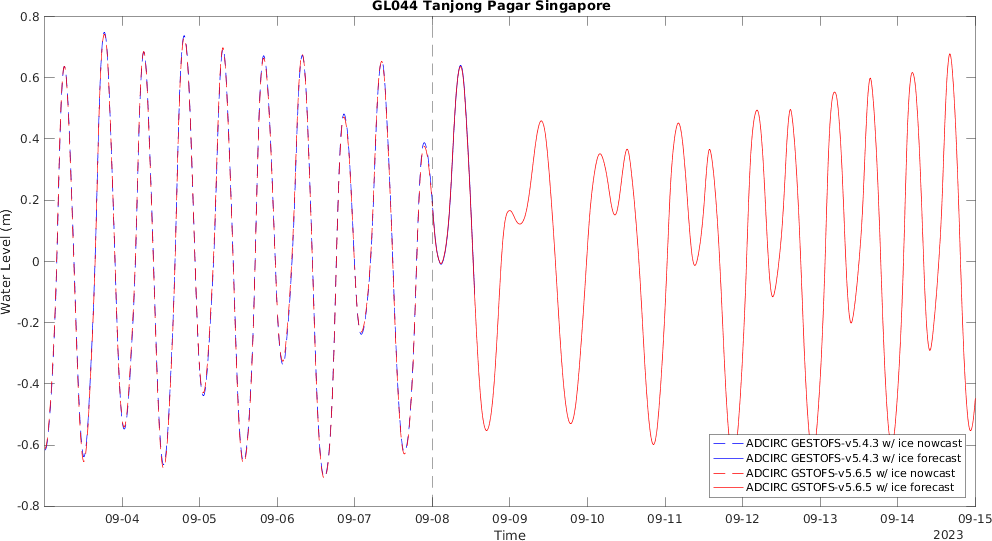 GL044 Tanjong Pagar Singapore
0.8
0.6
0.4
0.2
0
-0.2
-0.4
-0.6
-0.8
Water Level (m)
ADCIRC GESTOFS-v5.4.3 w/ ice nowcast
ADCIRC GESTOFS-v5.4.3 w/ ice forecast
ADCIRC GSTOFS-v5.6.5 w/ ice nowcast
ADCIRC GSTOFS-v5.6.5 w/ ice forecast
09-04 09-05 09-06 09-07 09-08 09-09 09-10 09-11 09-12 09-13 09-14 09-15
Time
2023